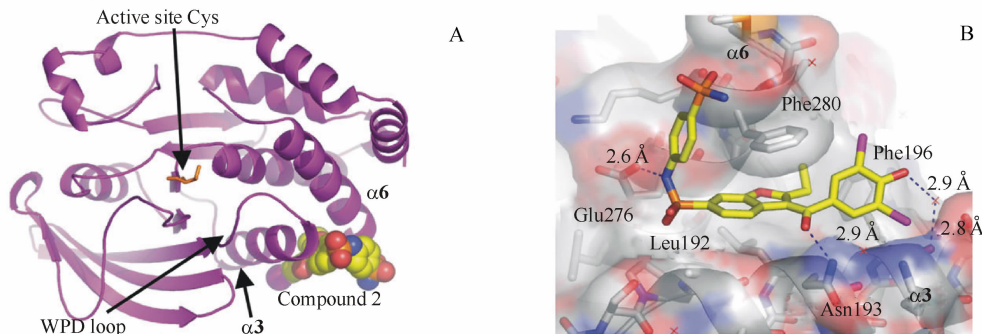 Active site Cys
A
α6
Compound 2
WPD loop
α3
B
α6
Phe280
2.6 Å
Phe196
2.9 Å
Glu276
Leu192
2.9 Å
2.8 Å
Asn193
α3